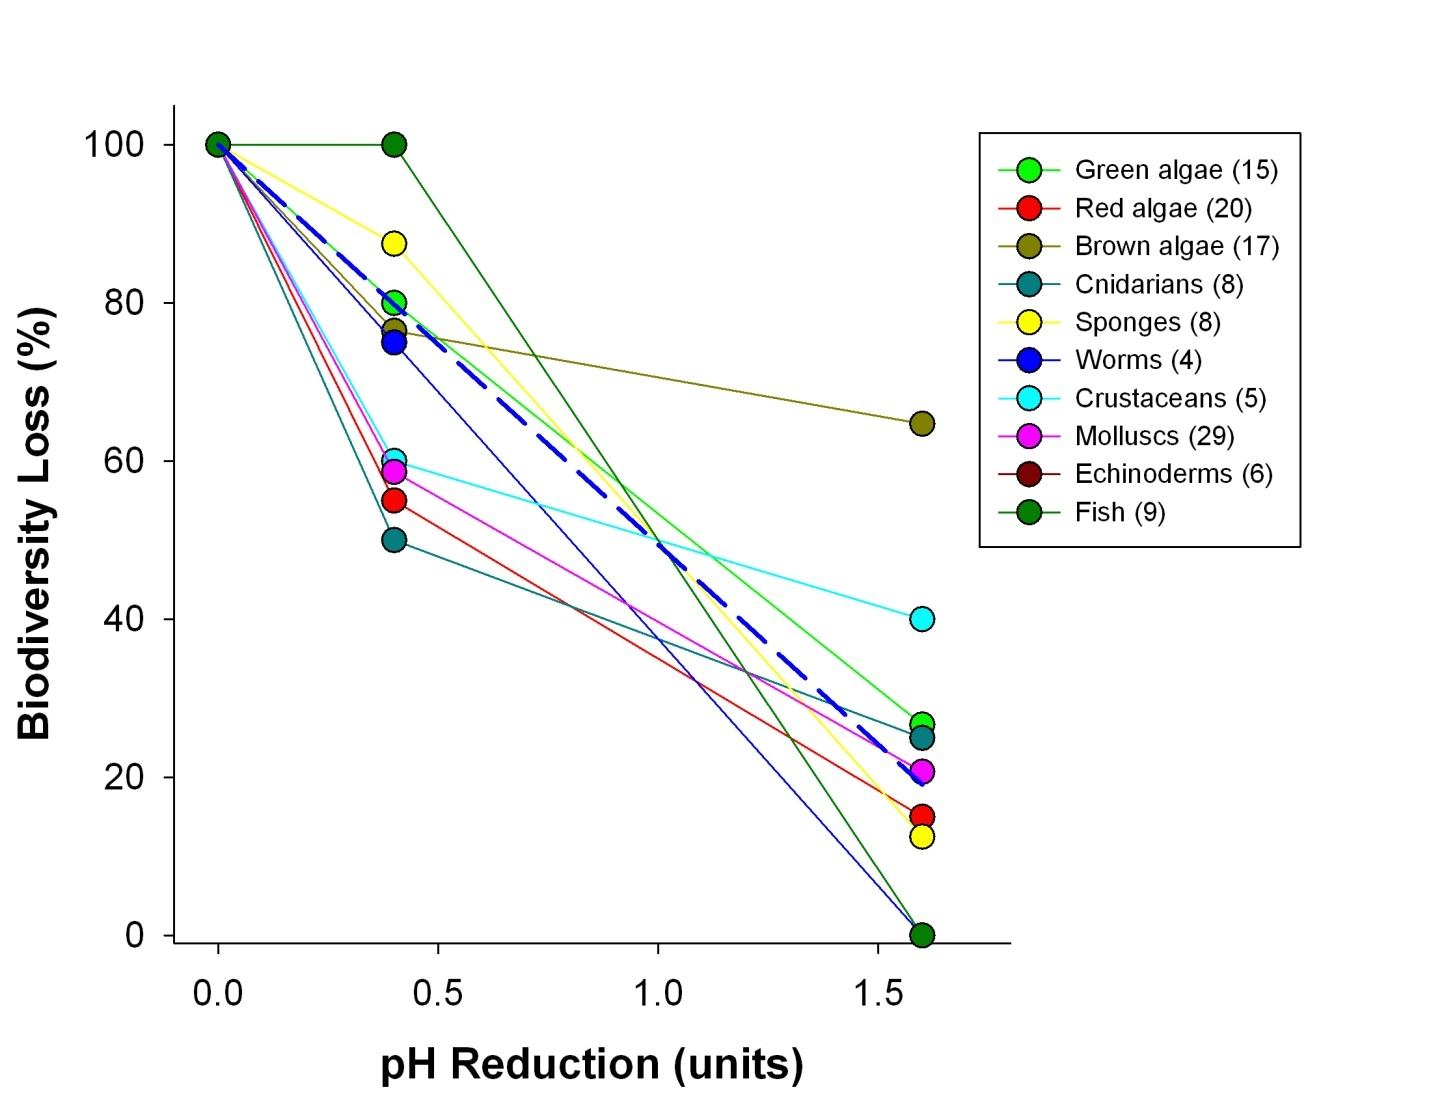 100
80
60
40
20
0
Biodiversity Loss (%)
0.0 0.5 1.0 1.5
pH Reduction (units)
Green algae (15)
Red algae (20)
Brown algae (17)
Cnidarians (8)
Sponges (8)
Worms (4)
Crustaceans (5)
Molluscs (29)
Echinoderms (6)
Fish (9)